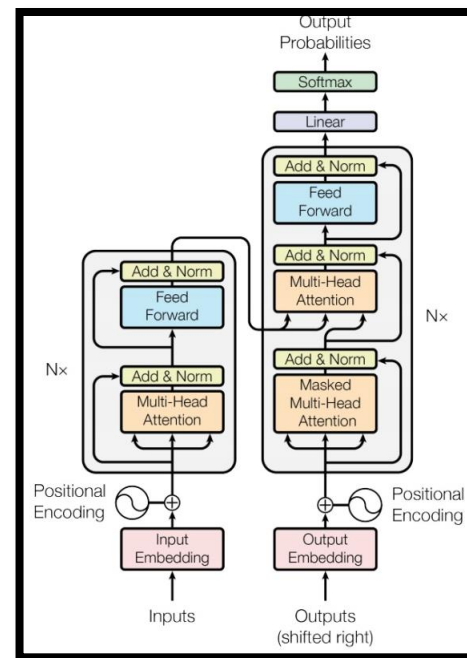 Output
Probabilities
Softmax
Linear
Add & Norm
Feed
Forward
Add & Norm
Multi-Head
Attention
Add & Norm
Masked
Multi-Head
Attention
N×
Positional
Encoding
Output
Embedding
Outputs
(shifted right)
Add & Norm
Feed
Forward
Add & Norm
Multi-Head
Attention
N×
Positional
Encoding
Input
Embedding
Inputs